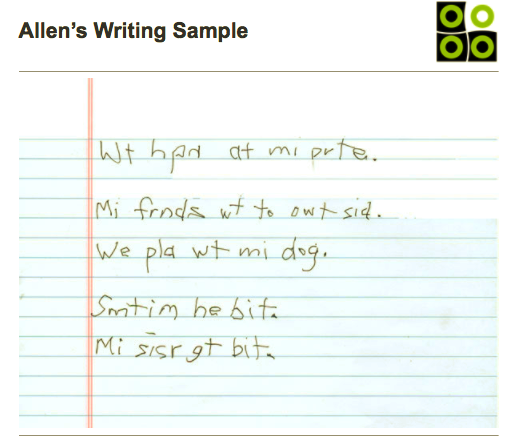 Allen's Writing Sample
Wt hpn at mi prte.
Mi frnds wt to owt sid.
We pla wt mi dog.
Smtim he bit.
Mi sisr gt bit.